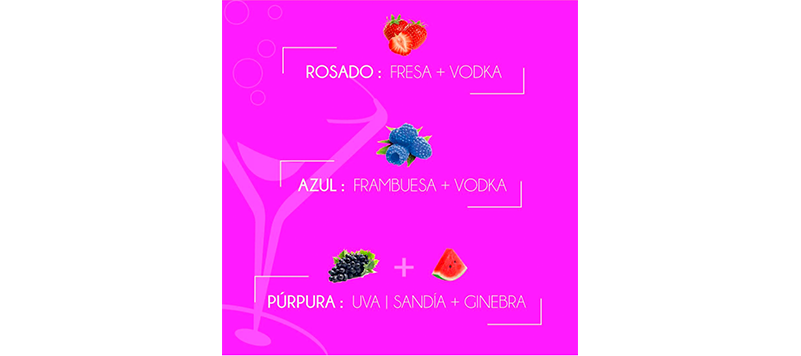 ROSADO : FRESA + VODKA
AZUL : FRAMBUESA + VODKA
+
PÚRPURA : UVA | SANDÍA + GINEBRA